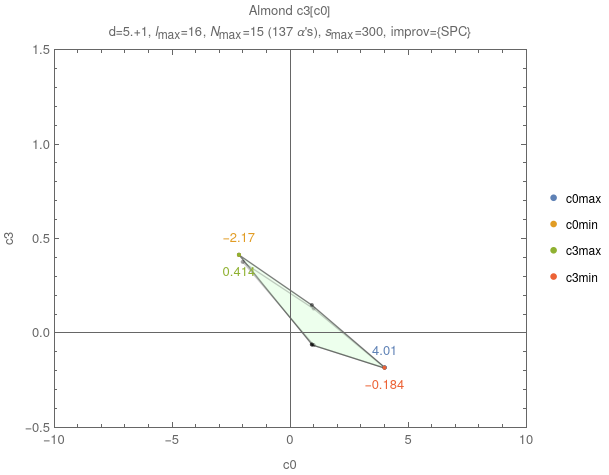 Almond c3[c0]
d=5.+1, lmax=16, Nmax=15 (137 α's), smax=300, improv={SPC}
1.5
1.0
0.5
0.0
−0.5
c3
−2.17
0.414
4.01
−0.184
c0max
c0min
c3max
c3min
−10
−5
0
5
10
c0